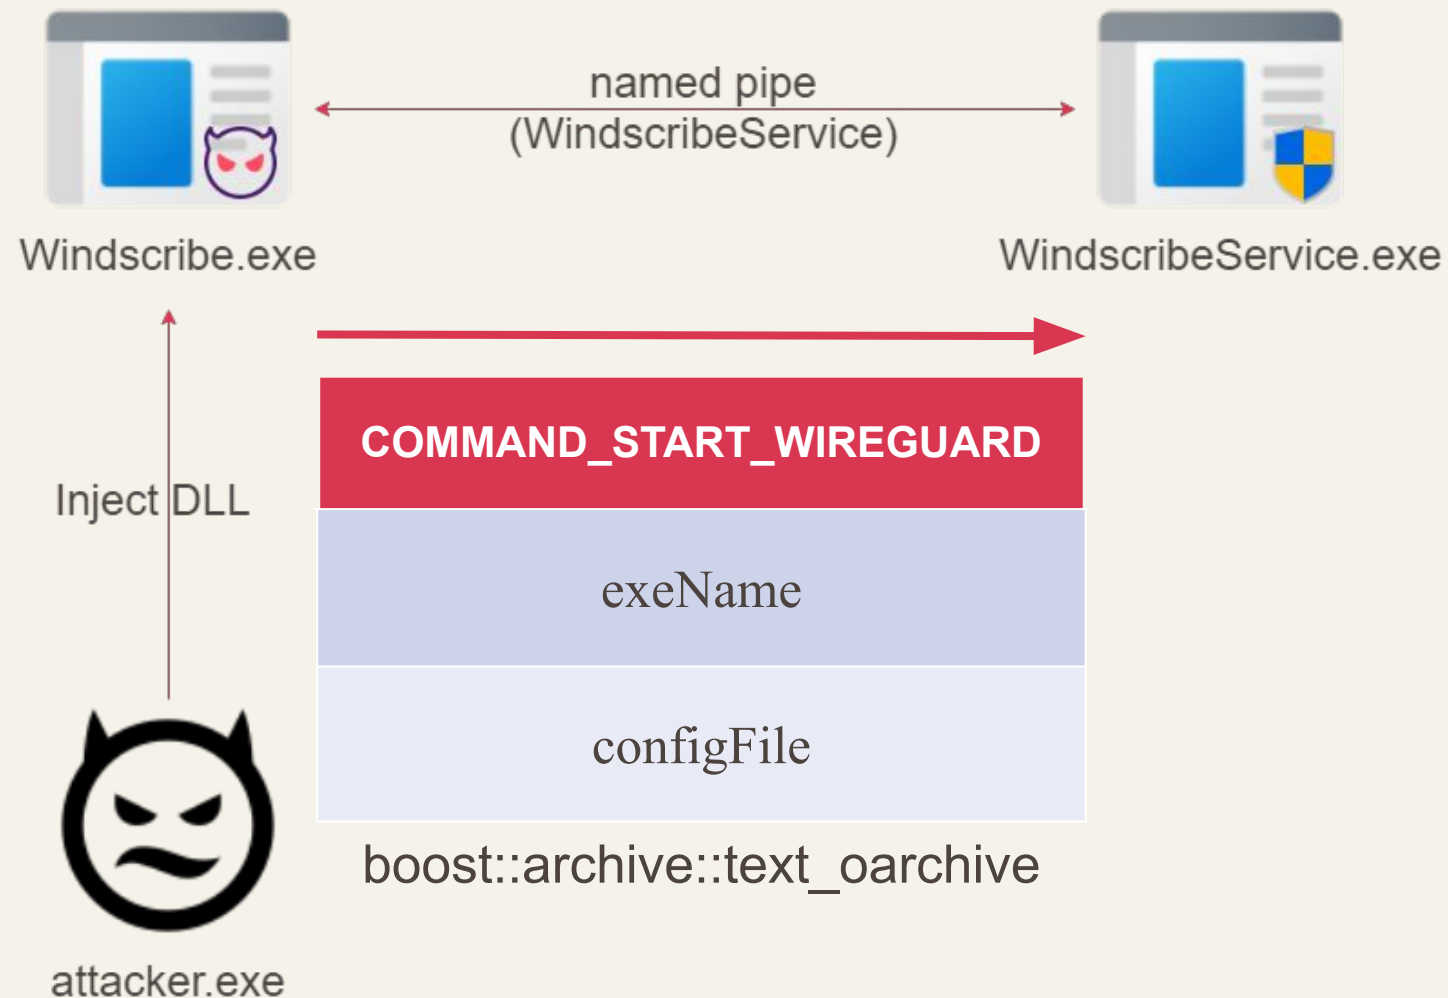 named pipe
(WindscribeService)
Windscribe.exe
WindscribeService.exe
COMMAND_START_WIREGUARD
Inject DLL
exeName
configFile
boost::archive::text_oarchive
attacker.exe